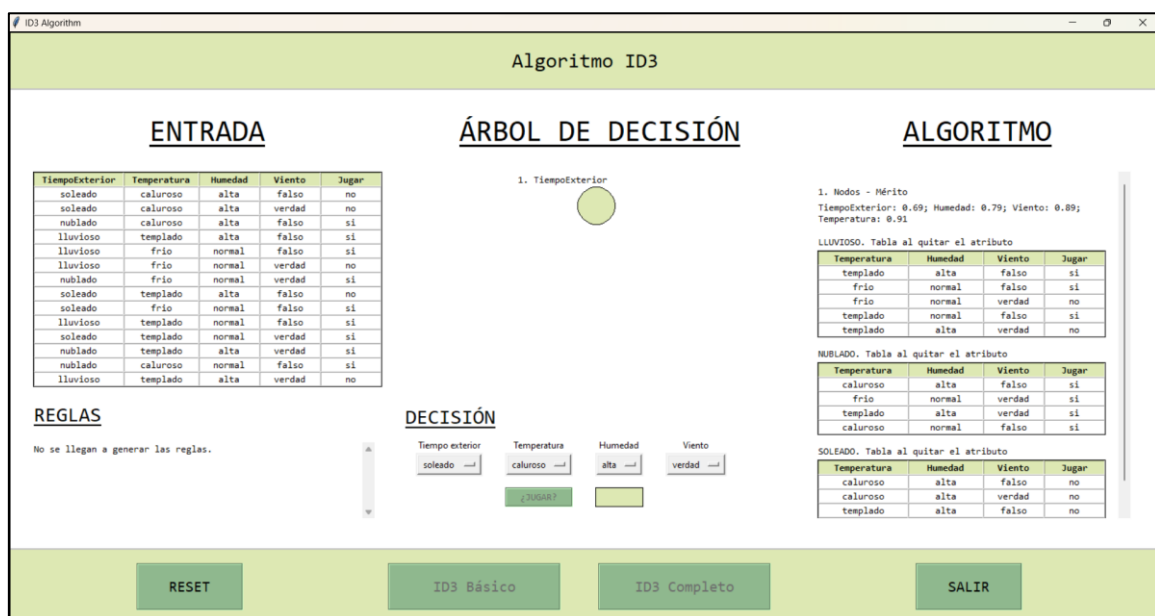 ID3 Algorithm
Algoritmo ID3
ENTRADA
TiempoExterior Temperatura Humedad Viento Jugar
soleado caluroso alta falso no
soleado caluroso alta verdad no
nublado caluroso alta falso si
lluvioso templado alta falso si
lluvioso frio normal falso si
lluvioso frio normal verdad no
nublado frio normal verdad si
soleado templado alta falso no
soleado frio normal falso si
lluvioso templado normal falso si
soleado templado normal verdad si
nublado templado alta verdad si
nublado caluroso normal falso si
lluvioso templado alta verdad no
REGLAS
No se llegan a generar las reglas.
ÁRBOL DE DECISIÓN
1. TiempoExterior
DECISIÓN
Tiempo exterior Temperatura Humedad Viento
soleado caluroso alta verdad
¿JUGAR?
ALGORITMO
1. Nodos - Mérito
TiempoExterior: 0.69; Humedad: 0.79; Viento: 0.89;
Temperatura: 0.91
LLUVIOSO. Tabla al quitar el atributo
Temperatura Humedad Viento Jugar
templado alta falso si
frio normal falso si
frio normal verdad no
templado normal falso si
templado alta verdad no
NUBLADO. Tabla al quitar el atributo
Temperatura Humedad Viento Jugar
caluroso alta falso si
frio normal verdad si
templado alta verdad si
caluroso normal falso si
SOLEADO. Tabla al quitar el atributo
Temperatura Humedad Viento Jugar
caluroso alta falso no
caluroso alta verdad no
templado alta falso no
RESET ID3 Básico ID3 Completo SALIR